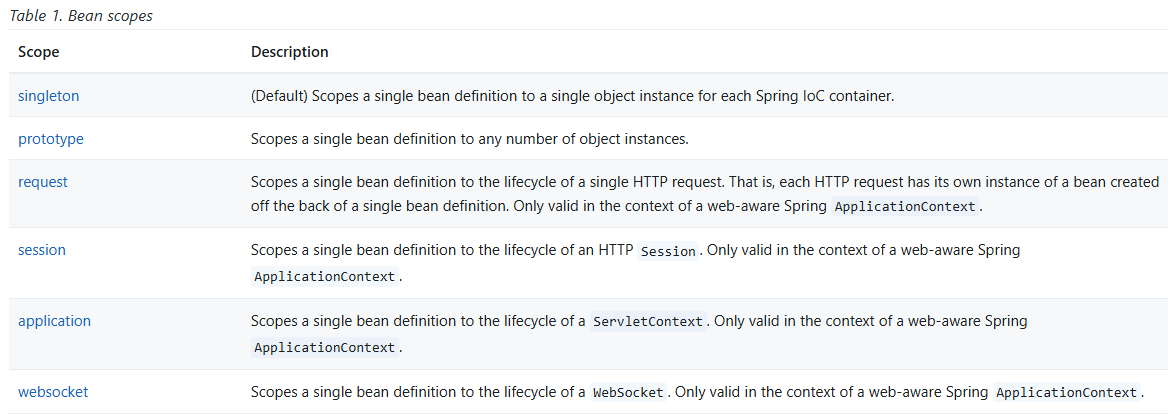 Table 1. Bean scopes
Scope Description
singleton (Default) Scopes a single bean definition to a single object instance for each Spring IoC container.
prototype Scopes a single bean definition to any number of object instances.
request Scopes a single bean definition to the lifecycle of a single HTTP request. That is, each HTTP request has its own instance of a bean created
off the back of a single bean definition. Only valid in the context of a web-aware Spring ApplicationContext.
session Scopes a single bean definition to the lifecycle of an HTTP Session. Only valid in the context of a web-aware Spring
ApplicationContext.
application Scopes a single bean definition to the lifecycle of a ServletContext. Only valid in the context of a web-aware Spring
ApplicationContext.
websocket Scopes a single bean definition to the lifecycle of a WebSocket. Only valid in the context of a web-aware Spring ApplicationContext.